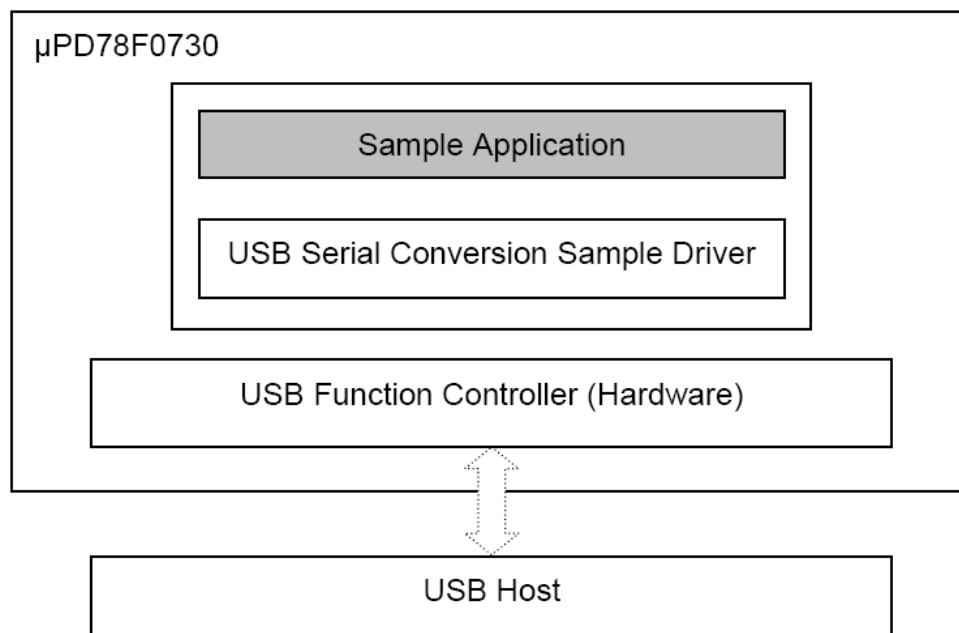 µPD78F0730
Sample Application
USB Serial Conversion Sample Driver
USB Function Controller (Hardware)
USB Host